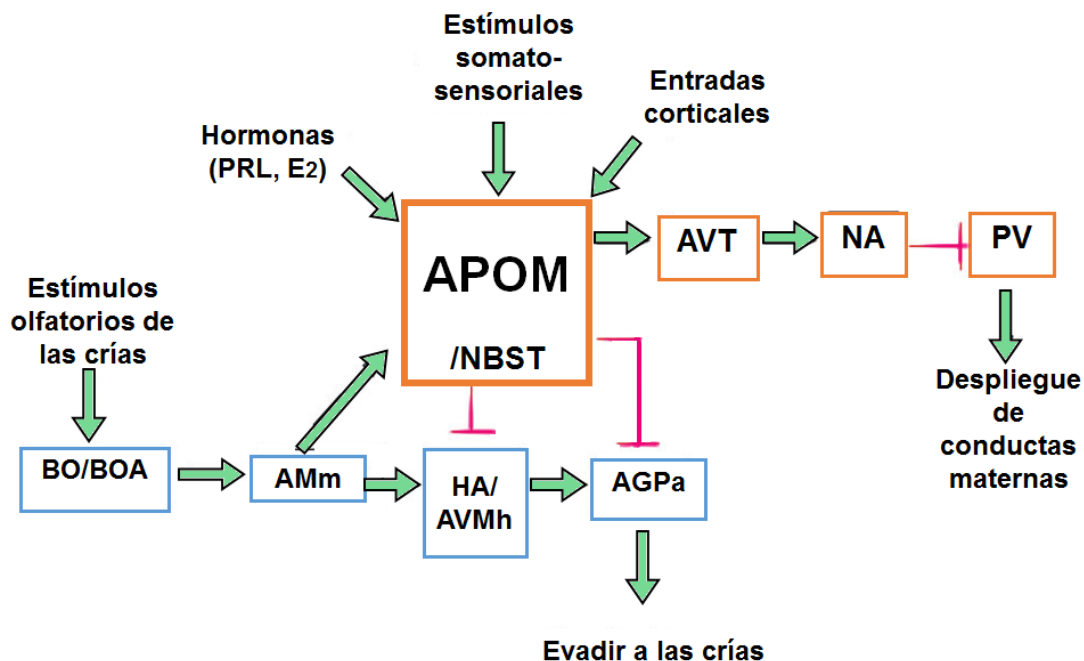 Estímulos
somato-
sensoriales
Entradas
corticales
Hormonas
(PRL, E2)
APOM
/NBST
AVT
NA
PV
Estímulos
olfatorios de
las crías
Despliegue
de
conductas
maternas
BO/BOA
AMm
HA/
AVMh
AGPa
Evadir a las crías